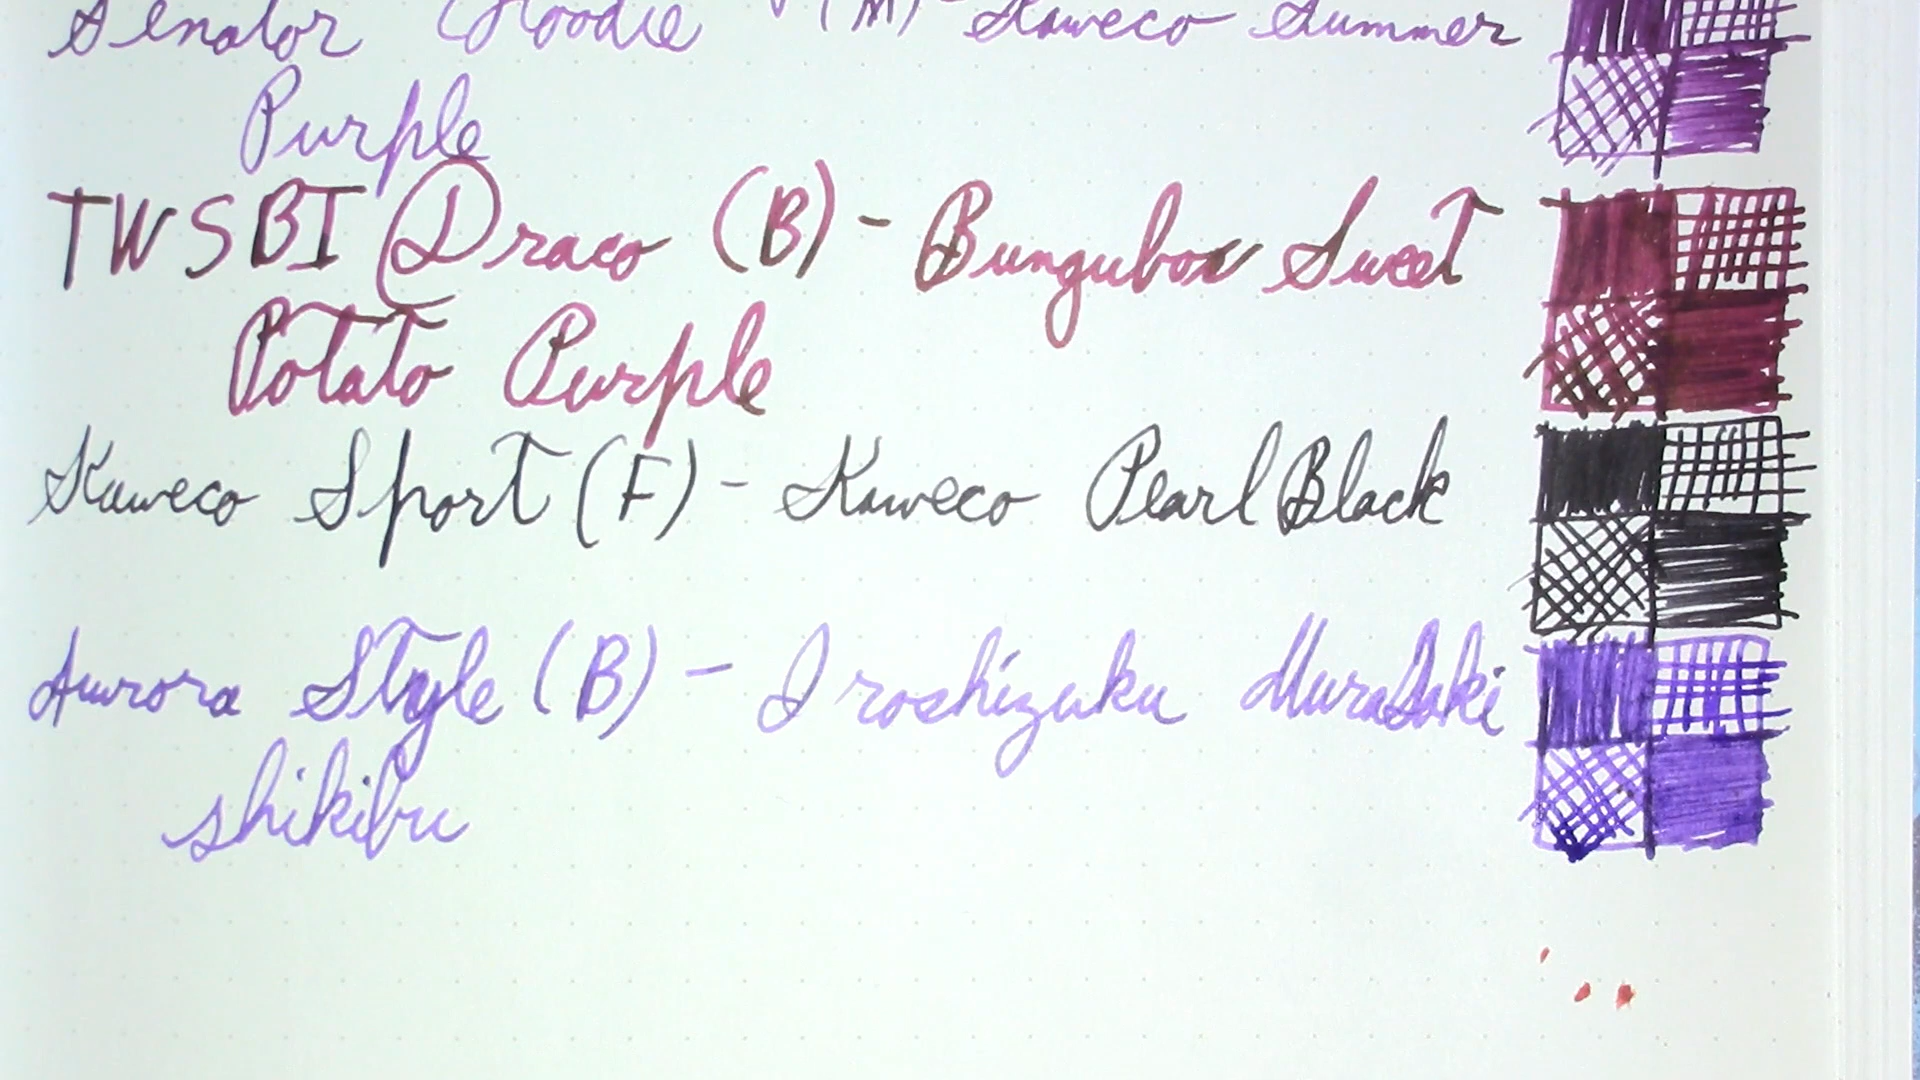 Senator Hoodie (M) - Kaweco Summer
Purple
TWSBI Draco (B) - Bungubox Sweet
Potato Purple
Kaweco Sport (F) - Kaweco Pearl Black
Aurora Style (B) - Iroshizuku MuraSaki
shikibu